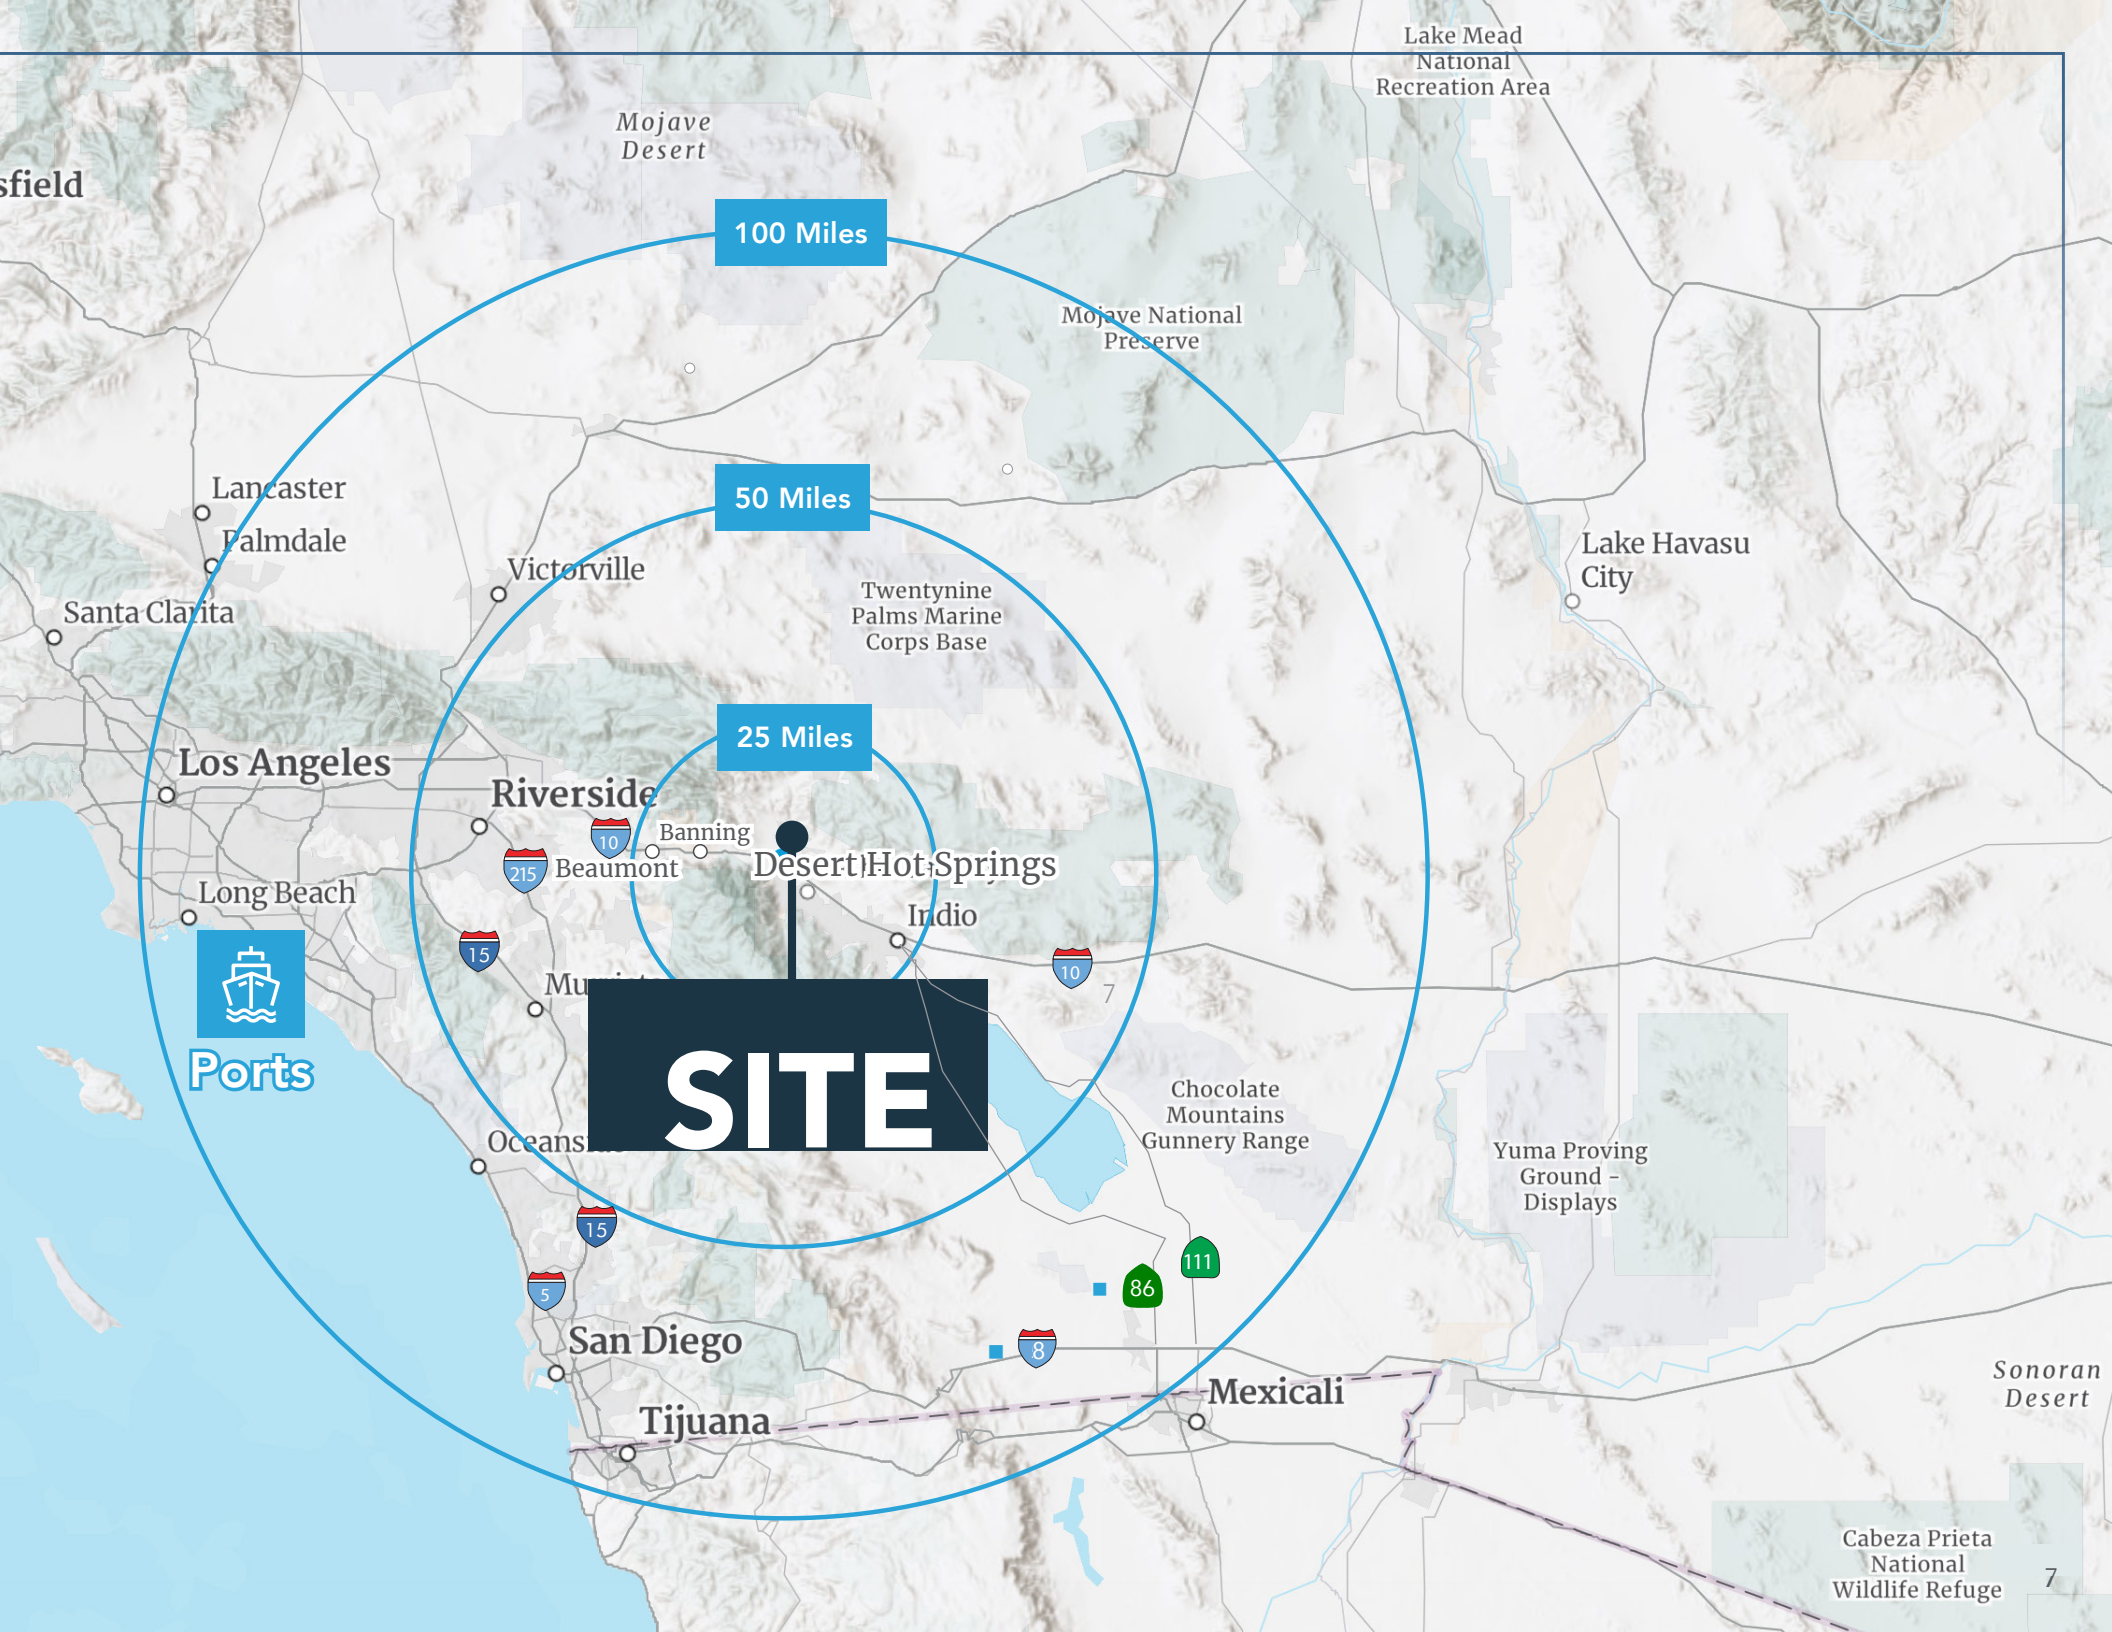 Lake Mead
National
Recreation Area
Mojave
Desert
sfield
100 Miles
Mojave National
Preserve
Lancaster
50 Miles
Palmdale
Lake Havasu
City
Victorville
Twentynine
Palms Marine
Corps Base
Santa Clarita
25 Miles
Los Angeles
Riverside
10
Banning
215
Beaumont
Desert Hot Springs
Long Beach
Indio
15
10
7
Ports
SITE
Chocolate
Mountains
Gunnery Range
Yuma Proving
Ground -
Displays
15
111
86
5
San Diego
8
Mexicali
Sonoran
Desert
Tijuana
Cabeza Prieta
National
Wildlife Refuge
7